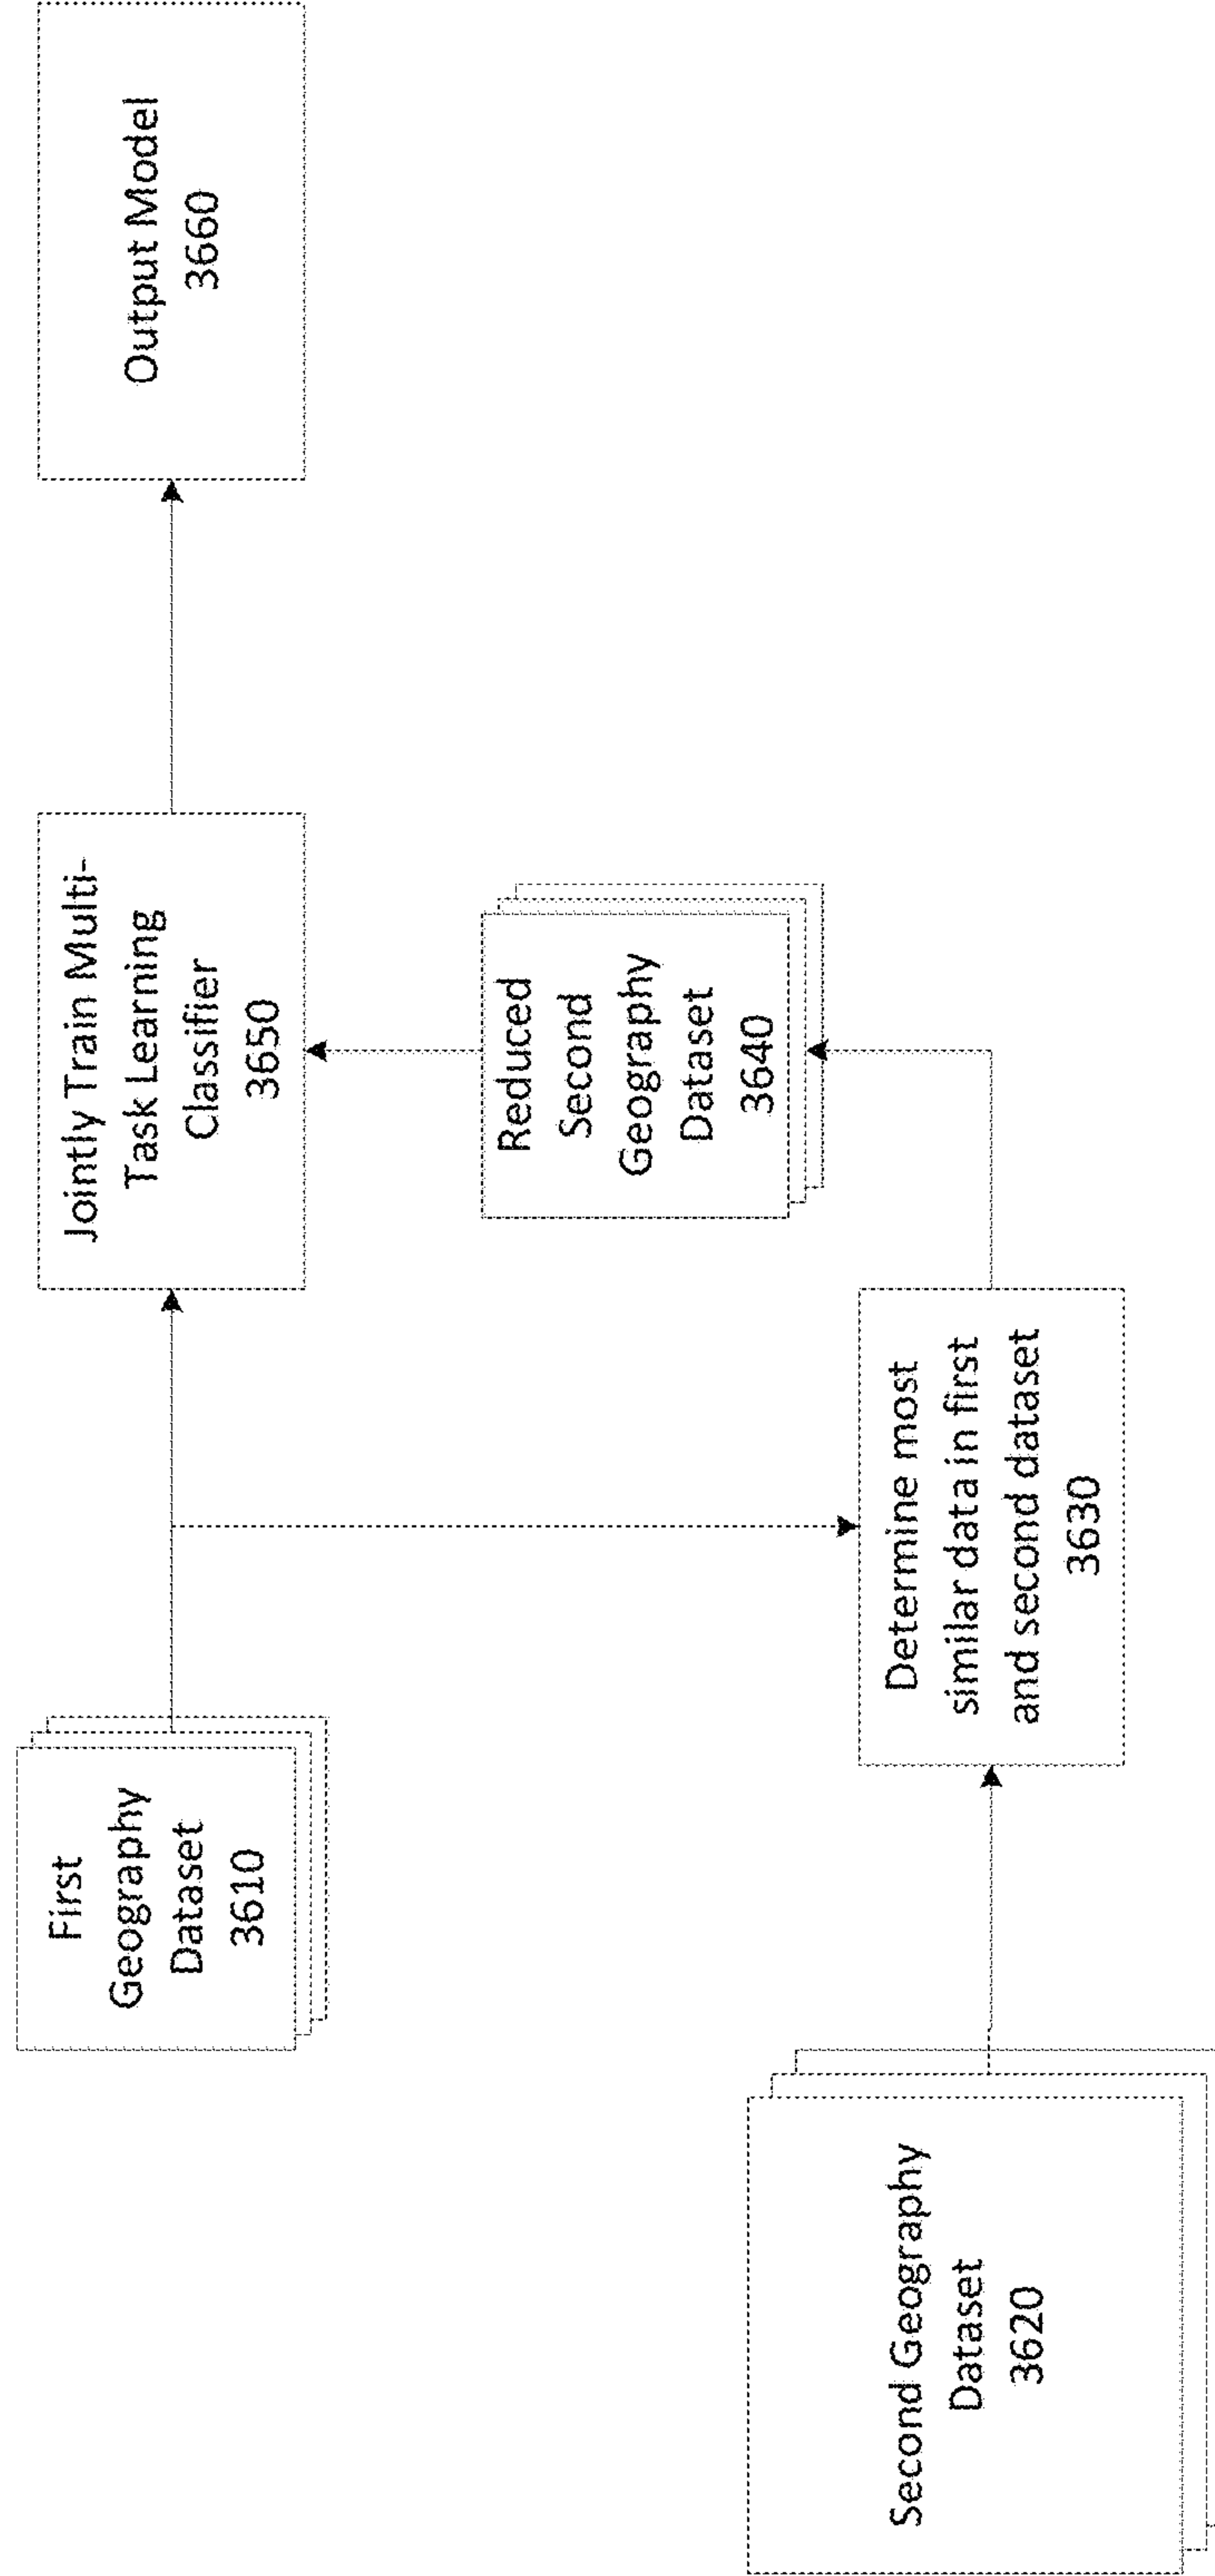 First
Geography
Dataset
3610
Jointly Train Multi-
Task Learning
Classifier
3650
Output Model
3660
Reduced
Second
Geography
Dataset
3640
Second Geography
Dataset
3620
Determine most
similar data in first
and second dataset
3630